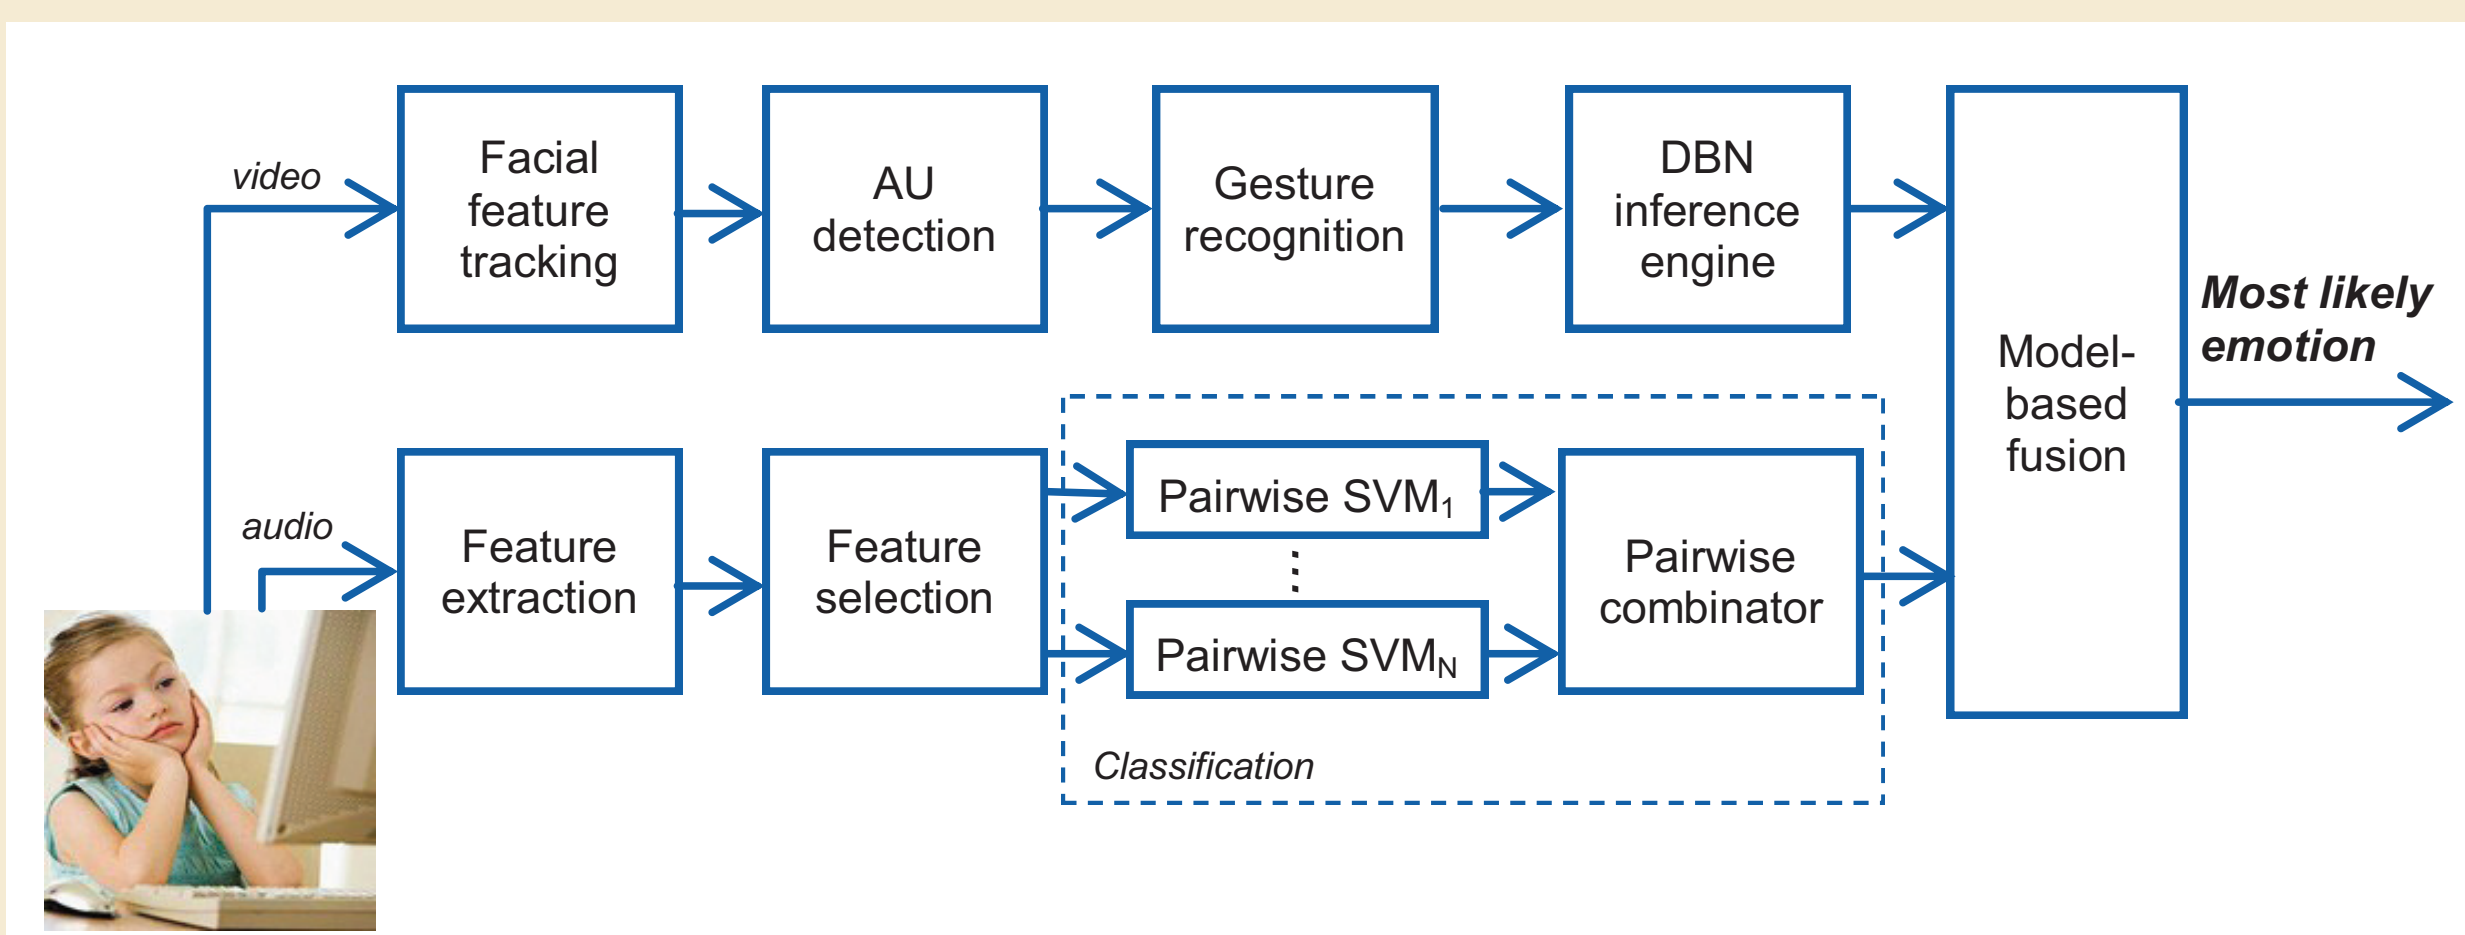 video
Facial
feature
tracking
AU
detection
Gesture
recognition
DBN
inference
engine
Model-
based
fusion
Most likely
emotion
audio
Feature
extraction
Feature
selection
Pairwise SVM₁
⋮
Pairwise SVM_N
Pairwise
combinator
Classification